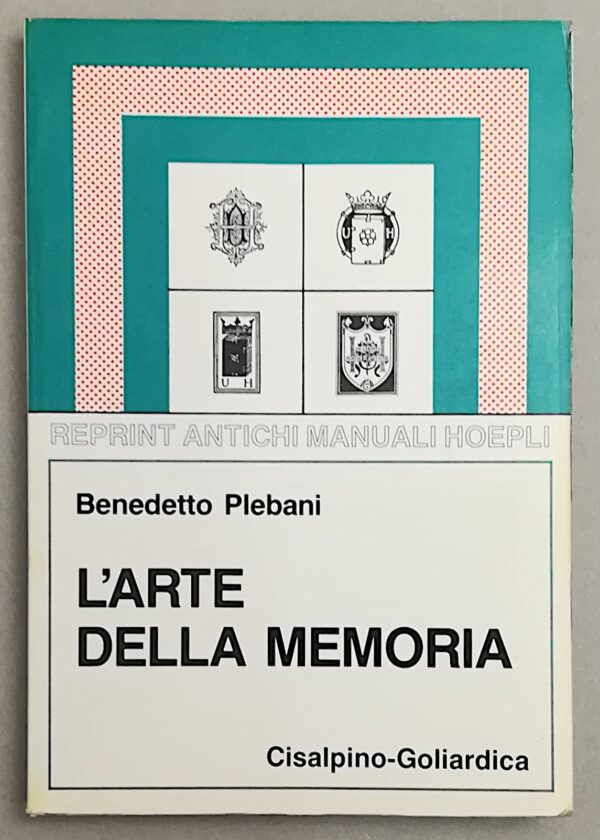 U H
U H
REPRINT ANTICHI MANUALI HOEPLI
Benedetto Plebani
L'ARTE
DELLA MEMORIA
Cisalpino-Goliardica